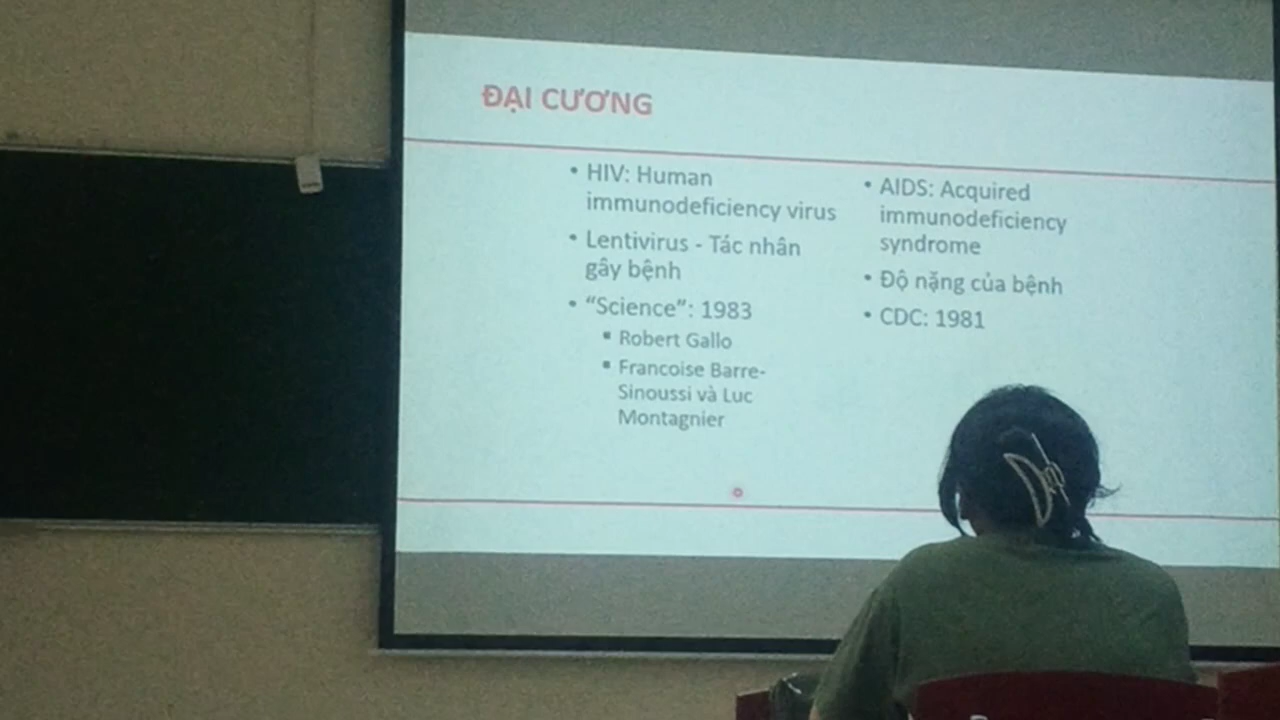 ĐẠI CƯƠNG
• HIV: Human
immunodeficiency virus
• Lentivirus - Tác nhân
gây bệnh
• “Science”: 1983
▪ Robert Gallo
▪ Francoise Barre-
Sinoussi và Luc
Montagnier
• AIDS: Acquired
immunodeficiency
syndrome
• Độ nặng của bệnh
• CDC: 1981